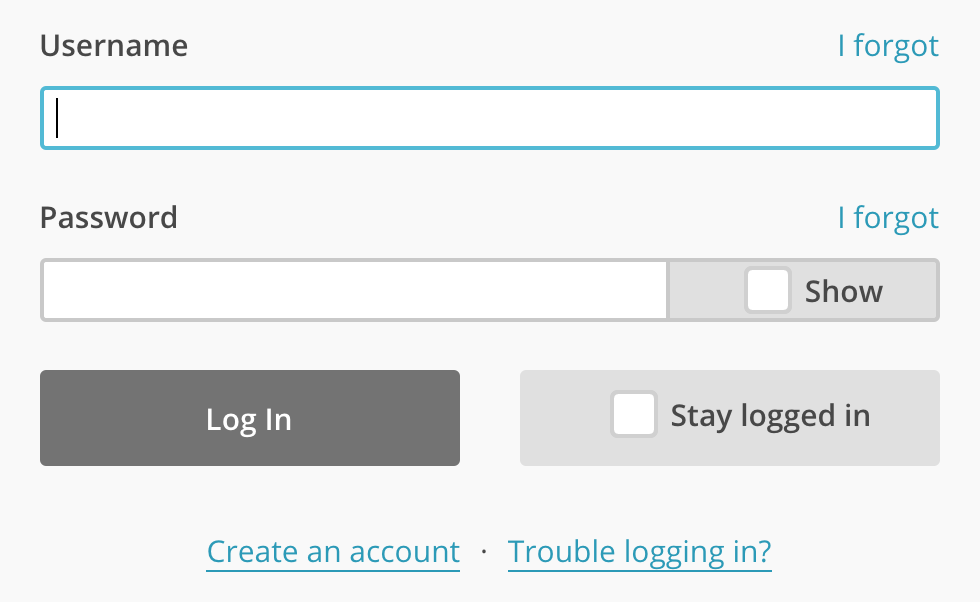 Username I forgot
Password I forgot
Show
Log In Stay logged in
Create an account · Trouble logging in?